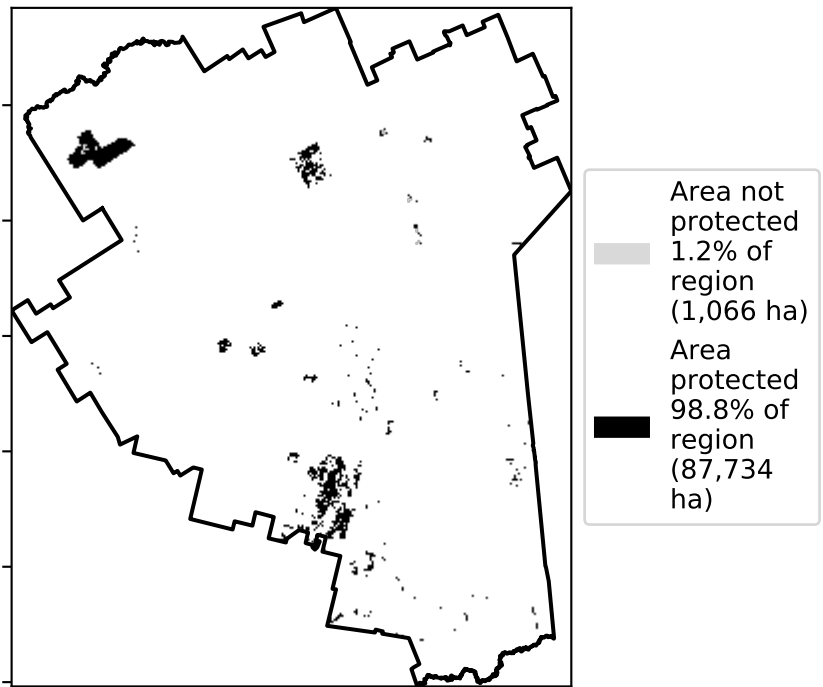 Area not
protected
1.2% of
region
(1,066 ha)
Area
protected
98.8% of
region
(87,734
ha)